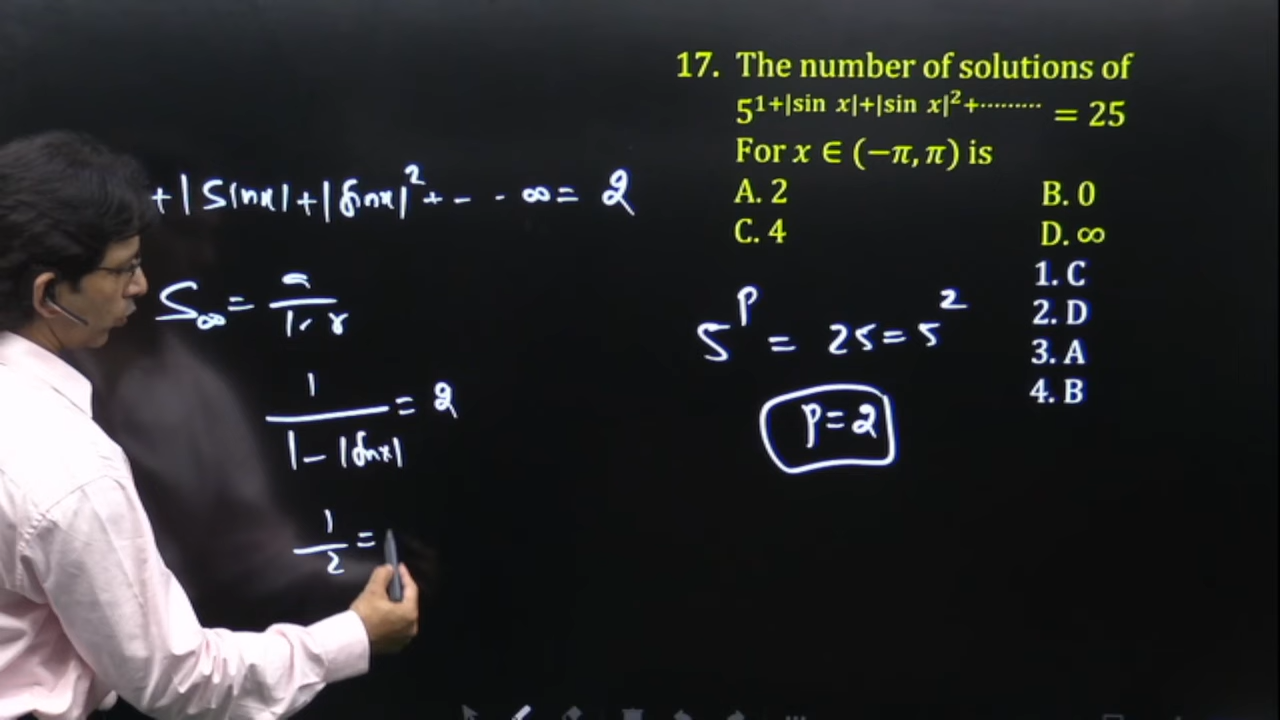 17. The number of solutions of
5^{1+|sin x|+|sin x|^2+.........} = 25
For x ∈ (−π, π) is
A. 2 B. 0
C. 4 D. ∞
1. C
2. D
3. A
4. B
+|Sinx|+|sinx|^2+-- ∞= 2
S∞ = a/(1-r)
1/(1-|sinx|) = 2
1/2 =
5^P = 25 = 5^2
P=2